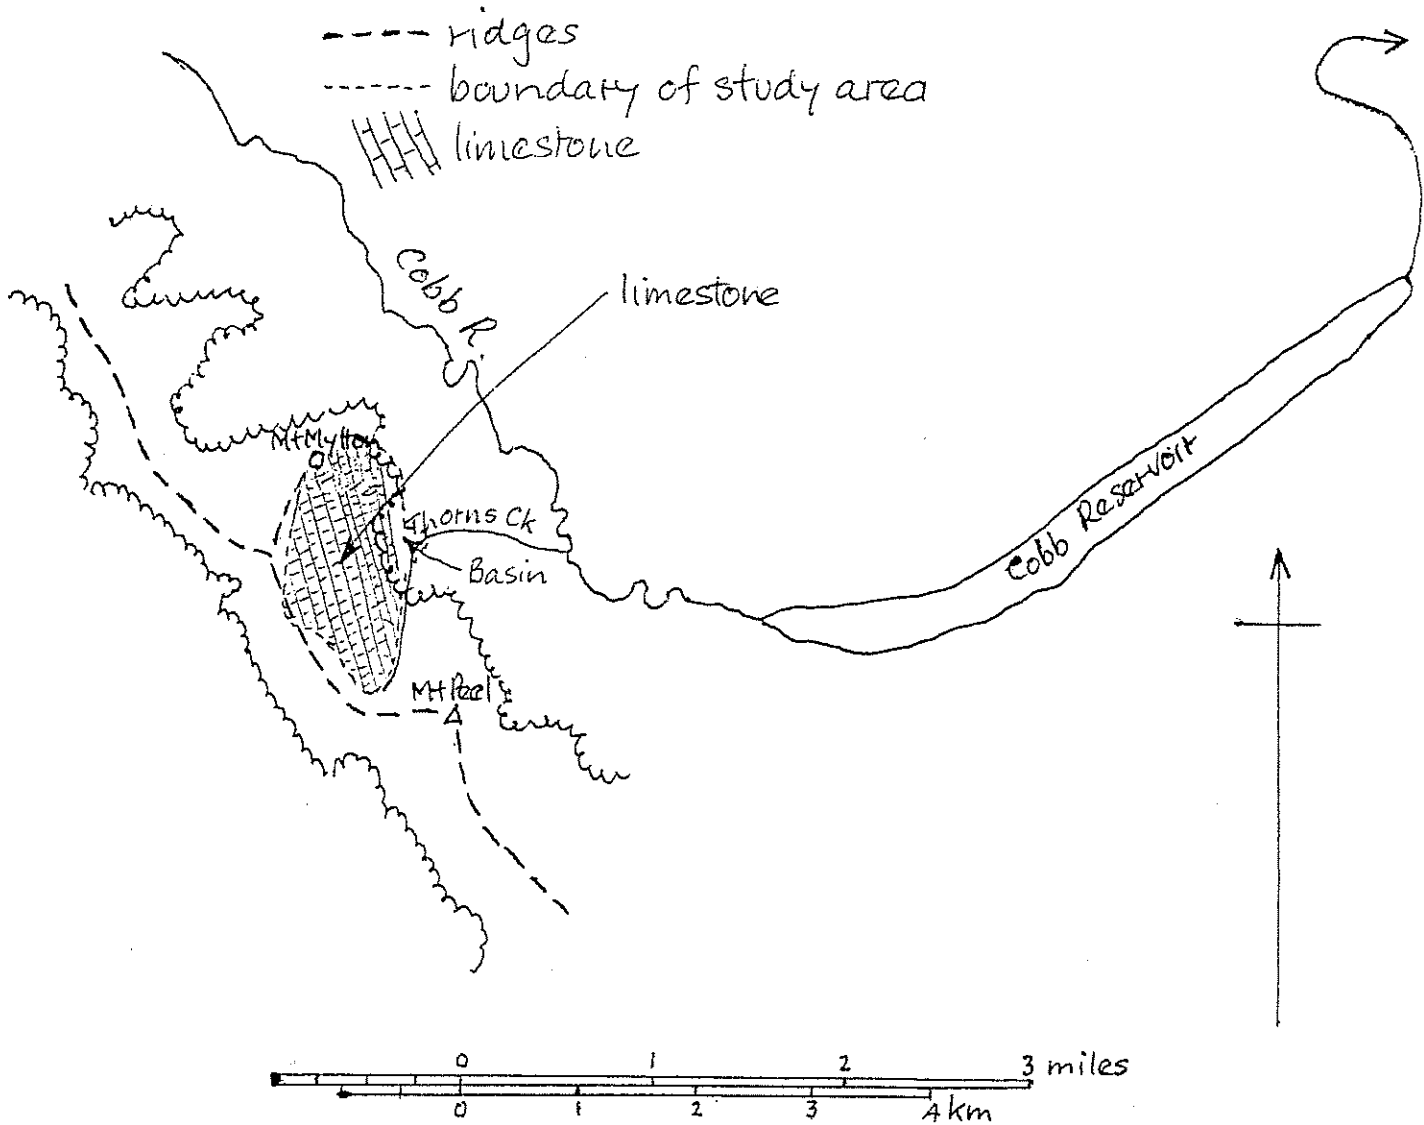 ridges
boundary of study area
limestone
Cobb R.
limestone
Mt Mytton
Thorns Ck
Basin
Cobb Reservoir
Mt Peel
0 1 2 3 miles
0 1 2 3 4 km